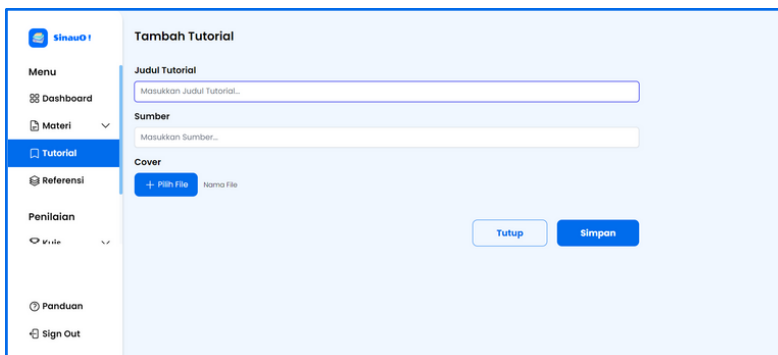 SinauO!
Menu
Dashboard
Materi
Tutorial
Referensi
Penilaian
Kuis
Panduan
Sign Out
Tambah Tutorial
Judul Tutorial
Masukkan Judul Tutorial...
Sumber
Masukkan Sumber...
Cover
+ Pilih File Nama File
Tutup Simpan